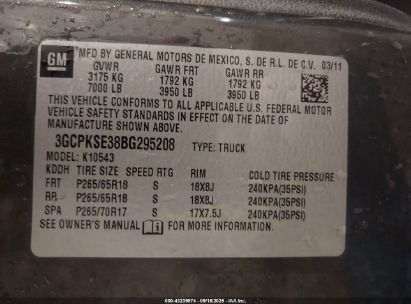 GM
MFD BY GENERAL MOTORS DE MEXICO, S. DE R.L. DE C.V. 03/11
GVWR GAWR FRT GAWR RR
3175 KG 1792 KG 1792 KG
7000 LB 3950 LB 3950 LB
THIS VEHICLE CONFORMS TO ALL APPLICABLE U.S. FEDERAL MOTOR
VEHICLE SAFETY STANDARDS IN EFFECT ON THE DATE OF
MANUFACTURE SHOWN ABOVE.
3GCPKSE38BG295208 TYPE: TRUCK
MODEL: K10543
KDDH TIRE SIZE SPEED RTG RIM COLD TIRE PRESSURE
FRT P265/65R18 S 18X8J 240KPA(35PSI)
RR P265/65R18 S 18X8J 240KPA(35PSI)
SPA P265/70R17 S 17X7.5J 240KPA(35PSI)
SEE OWNER'S MANUAL FOR MORE INFORMATION.